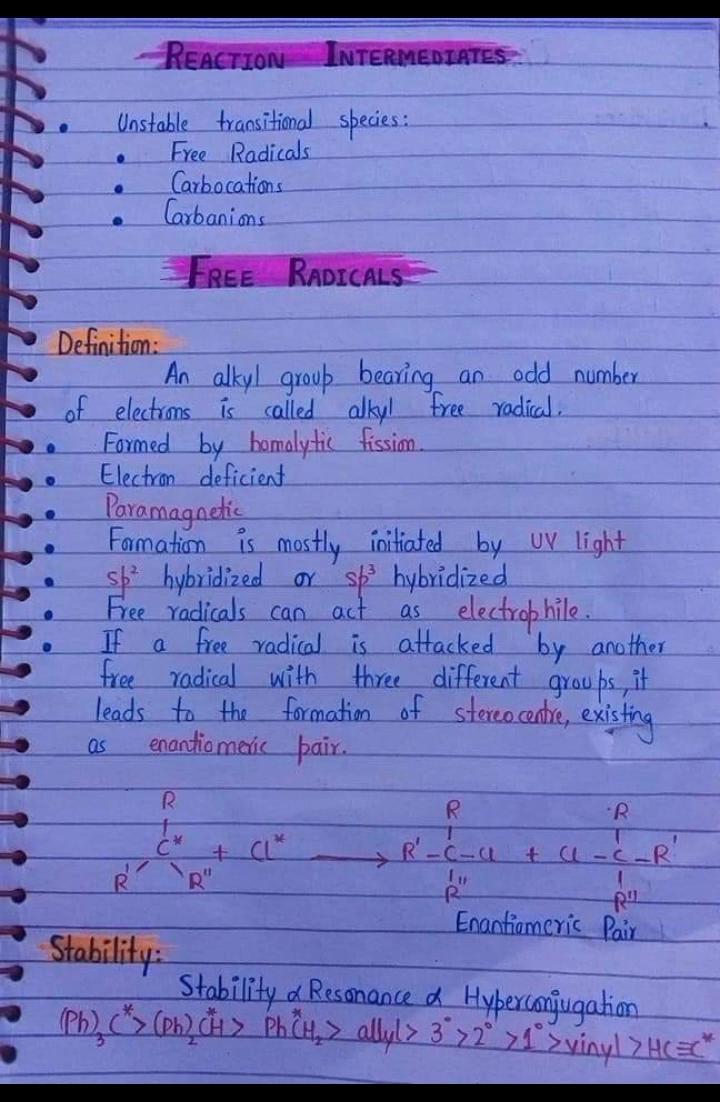 REACTION INTERMEDIATES
• Unstable transitional species:
• Free Radicals
• Carbocations
• Carbanions
FREE RADICALS
Definition:
An alkyl group bearing an odd number
of electrons is called alkyl free radical.
• Formed by homolytic fission.
• Electron deficient
• Paramagnetic
• Formation is mostly initiated by UV light
• sp² hybridized or sp³ hybridized
• Free radicals can act as electrophile.
• If a free radical is attacked by another
free radical with three different groups, it
leads to the formation of stereocentre, existing
as enantiomeric pair.
R R ·R
C* + Cl* → R'-C-Cl + Cl-C-R'
R' R'' R'' R''
Enantiomeric Pair
Stability:
Stability α Resonance α Hyperconjugation
(Ph)₃C* > (Ph)₂C*H > PhC*H₂ > allyl > 3° > 2° > 1° > vinyl > HC≡C*